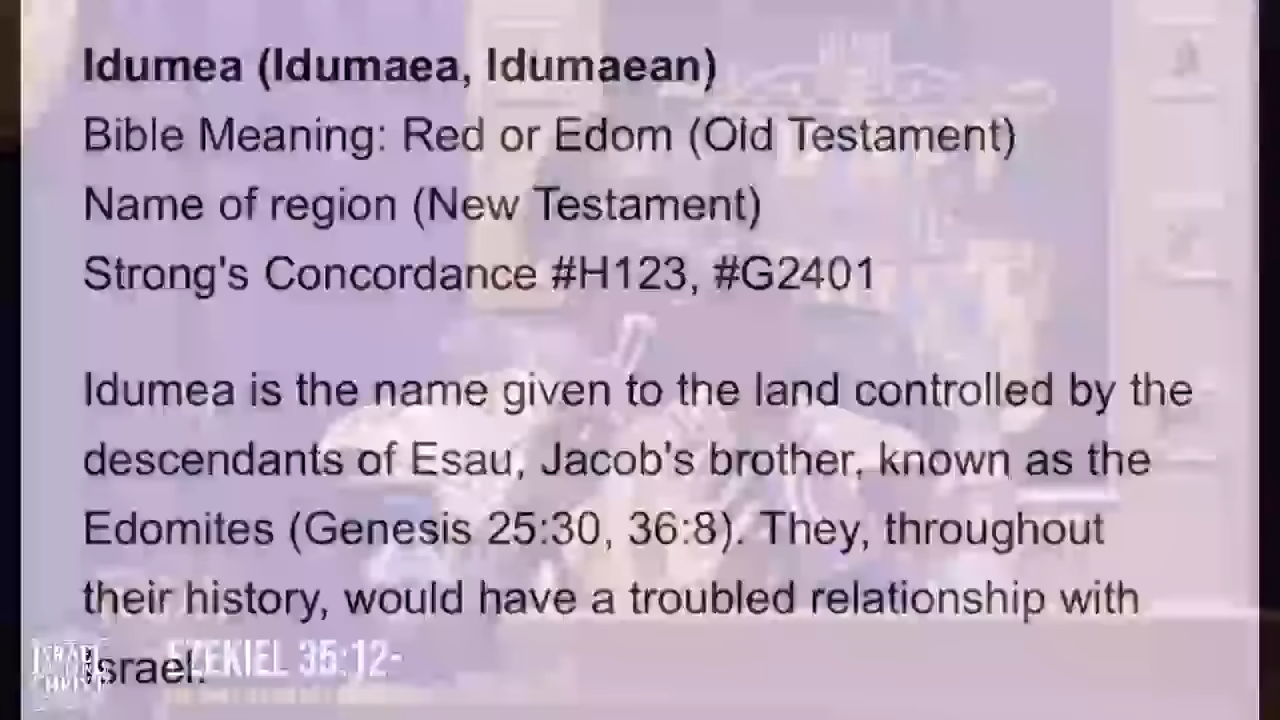 Idumea (Idumaea, Idumaean)
Bible Meaning: Red or Edom (Old Testament)
Name of region (New Testament)
Strong's Concordance #H123, #G2401
Idumea is the name given to the land controlled by the
descendants of Esau, Jacob's brother, known as the
Edomites (Genesis 25:30, 36:8). They, throughout
their history, would have a troubled relationship with
Israel.
EZEKIEL 35:12-
ISRAEL
CHRIST